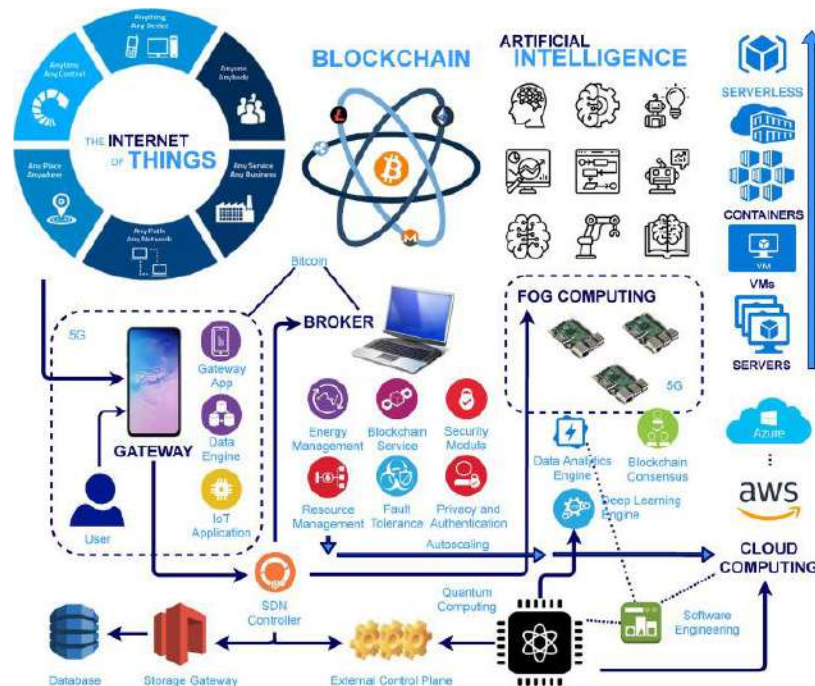 Anything
Any Device
Anytime
Any Context
Anyone
Anybody
THE INTERNET
OF THINGS
Any Place
Anywhere
Any Service
Any Business
Any Path
Any Network
BLOCKCHAIN
ARTIFICIAL
INTELLIGENCE
SERVERLESS
CONTAINERS
VM
VMs
SERVERS
Bitcoin
5G
Gateway
App
Data
Engine
IoT
Application
GATEWAY
User
BROKER
Energy
Management
Blockchain
Service
Security
Module
Resource
Management
Fault
Tolerance
Privacy and
Authentication
FOG COMPUTING
5G
Data Analytics
Engine
Blockchain
Consensus
Deep Learning
Engine
Azure
aws
CLOUD
COMPUTING
Autoscaling
SDN
Controller
Quantum
Computing
Software
Engineering
Database
Storage Gateway
External Control Plane